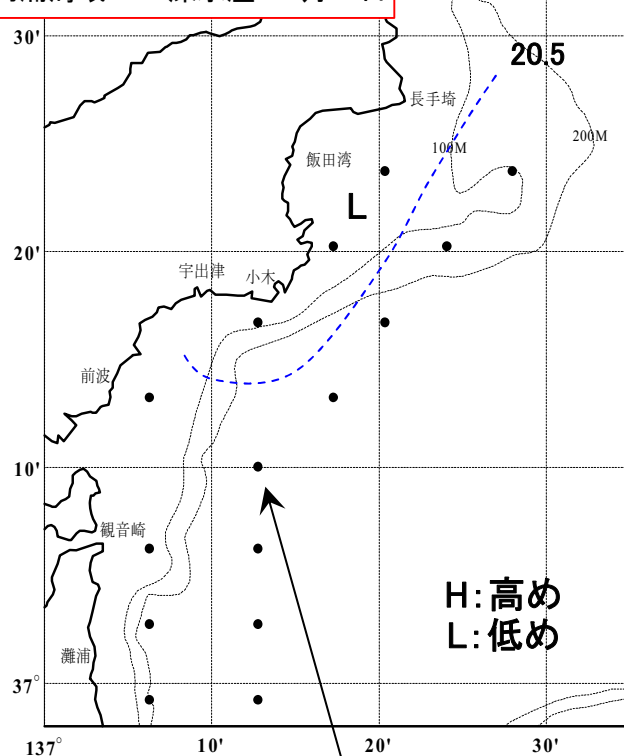 30'
20.5
長手埼
100M
200M
飯田湾
L
20'
宇出津
小木
前波
10'
観音崎
H:高め
L:低め
灘浦
37°
137°
10'
20'
30'